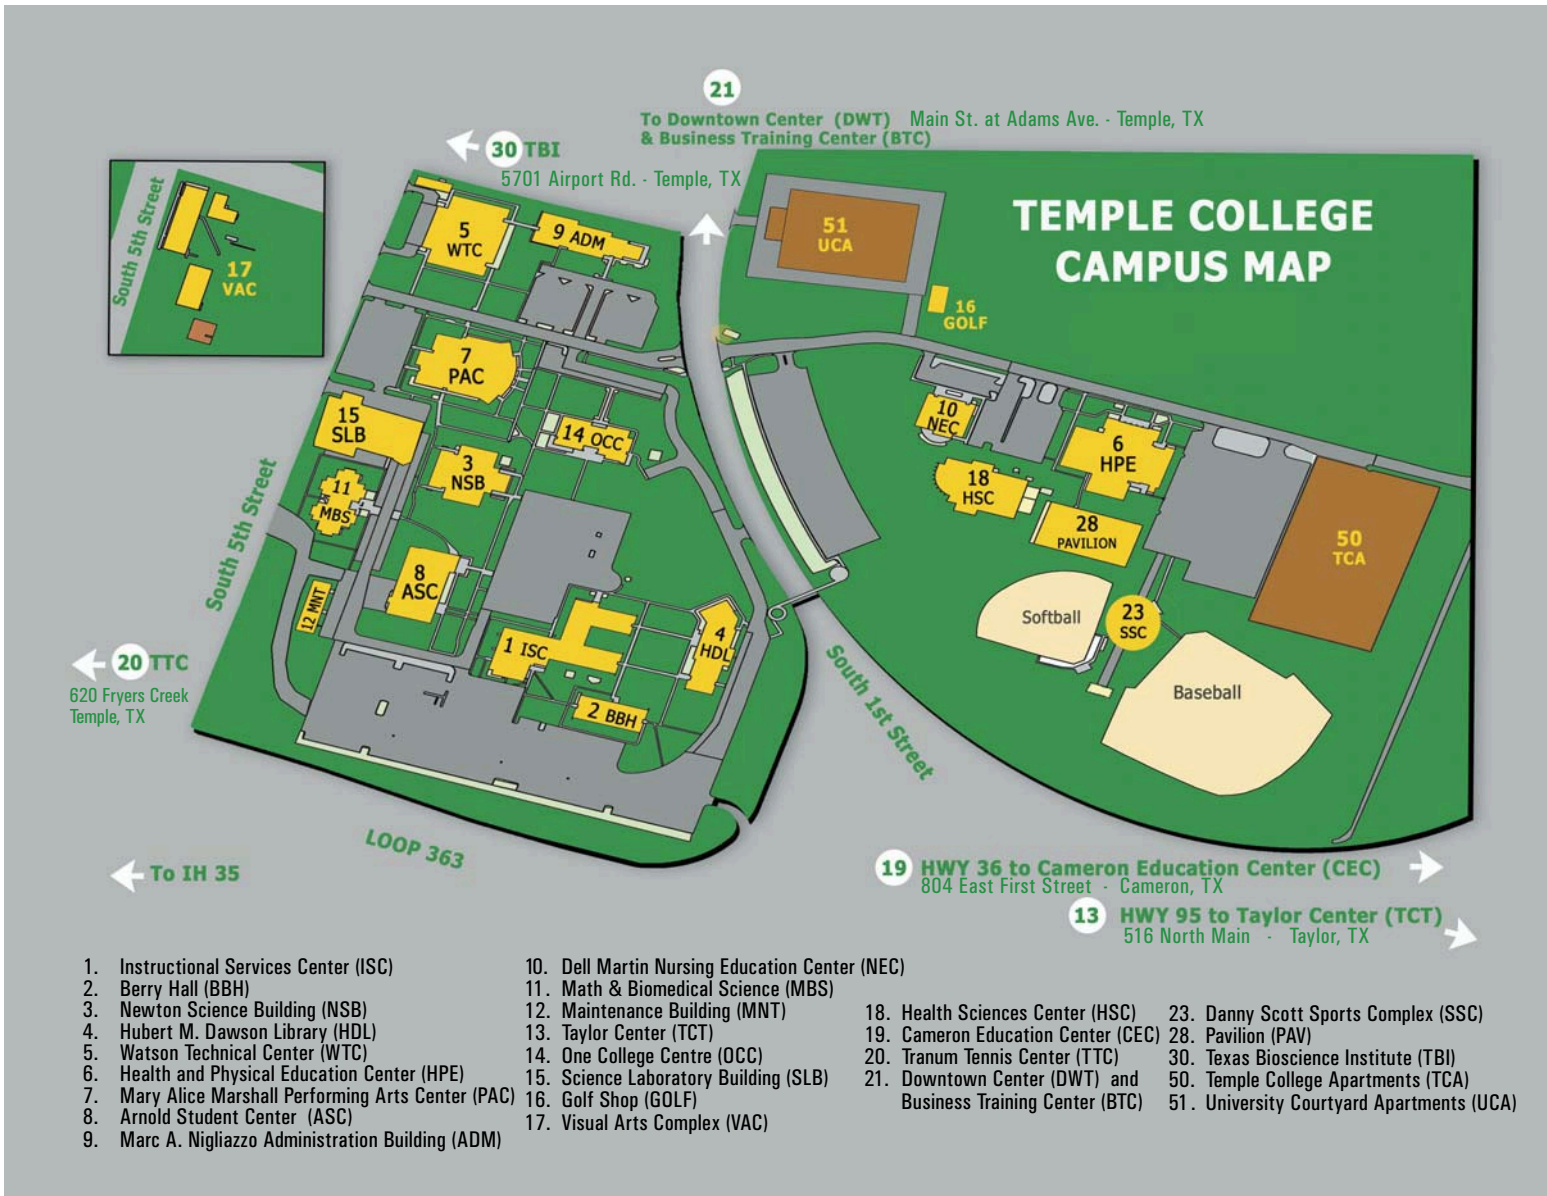 21
To Downtown Center (DWT) Main St. at Adams Ave. - Temple, TX
& Business Training Center (BTC)
30 TBI
5701 Airport Rd. - Temple, TX
TEMPLE COLLEGE
CAMPUS MAP
South 5th Street
17
VAC
5
WTC
9 ADM
51
UCA
16
GOLF
7
PAC
15
SLB
14 OCC
10
NEC
6
HPE
3
NSB
18
HSC
11
MBS
28
PAVILION
50
TCA
South 5th Street
8
ASC
12 MNT
Softball
23
SSC
1 ISC
4
HDL
20 TTC
620 Fryers Creek
Temple, TX
2 BBH
Baseball
South 1st Street
LOOP 363
To IH 35
19 HWY 36 to Cameron Education Center (CEC)
804 East First Street - Cameron, TX
13 HWY 95 to Taylor Center (TCT)
516 North Main - Taylor, TX
1. Instructional Services Center (ISC)
2. Berry Hall (BBH)
3. Newton Science Building (NSB)
4. Hubert M. Dawson Library (HDL)
5. Watson Technical Center (WTC)
6. Health and Physical Education Center (HPE)
7. Mary Alice Marshall Performing Arts Center (PAC)
8. Arnold Student Center (ASC)
9. Marc A. Nigliazzo Administration Building (ADM)
10. Dell Martin Nursing Education Center (NEC)
11. Math & Biomedical Science (MBS)
12. Maintenance Building (MNT)
13. Taylor Center (TCT)
14. One College Centre (OCC)
15. Science Laboratory Building (SLB)
16. Golf Shop (GOLF)
17. Visual Arts Complex (VAC)
18. Health Sciences Center (HSC)
19. Cameron Education Center (CEC)
20. Tranum Tennis Center (TTC)
21. Downtown Center (DWT) and
Business Training Center (BTC)
23. Danny Scott Sports Complex (SSC)
28. Pavilion (PAV)
30. Texas Bioscience Institute (TBI)
50. Temple College Apartments (TCA)
51. University Courtyard Apartments (UCA)